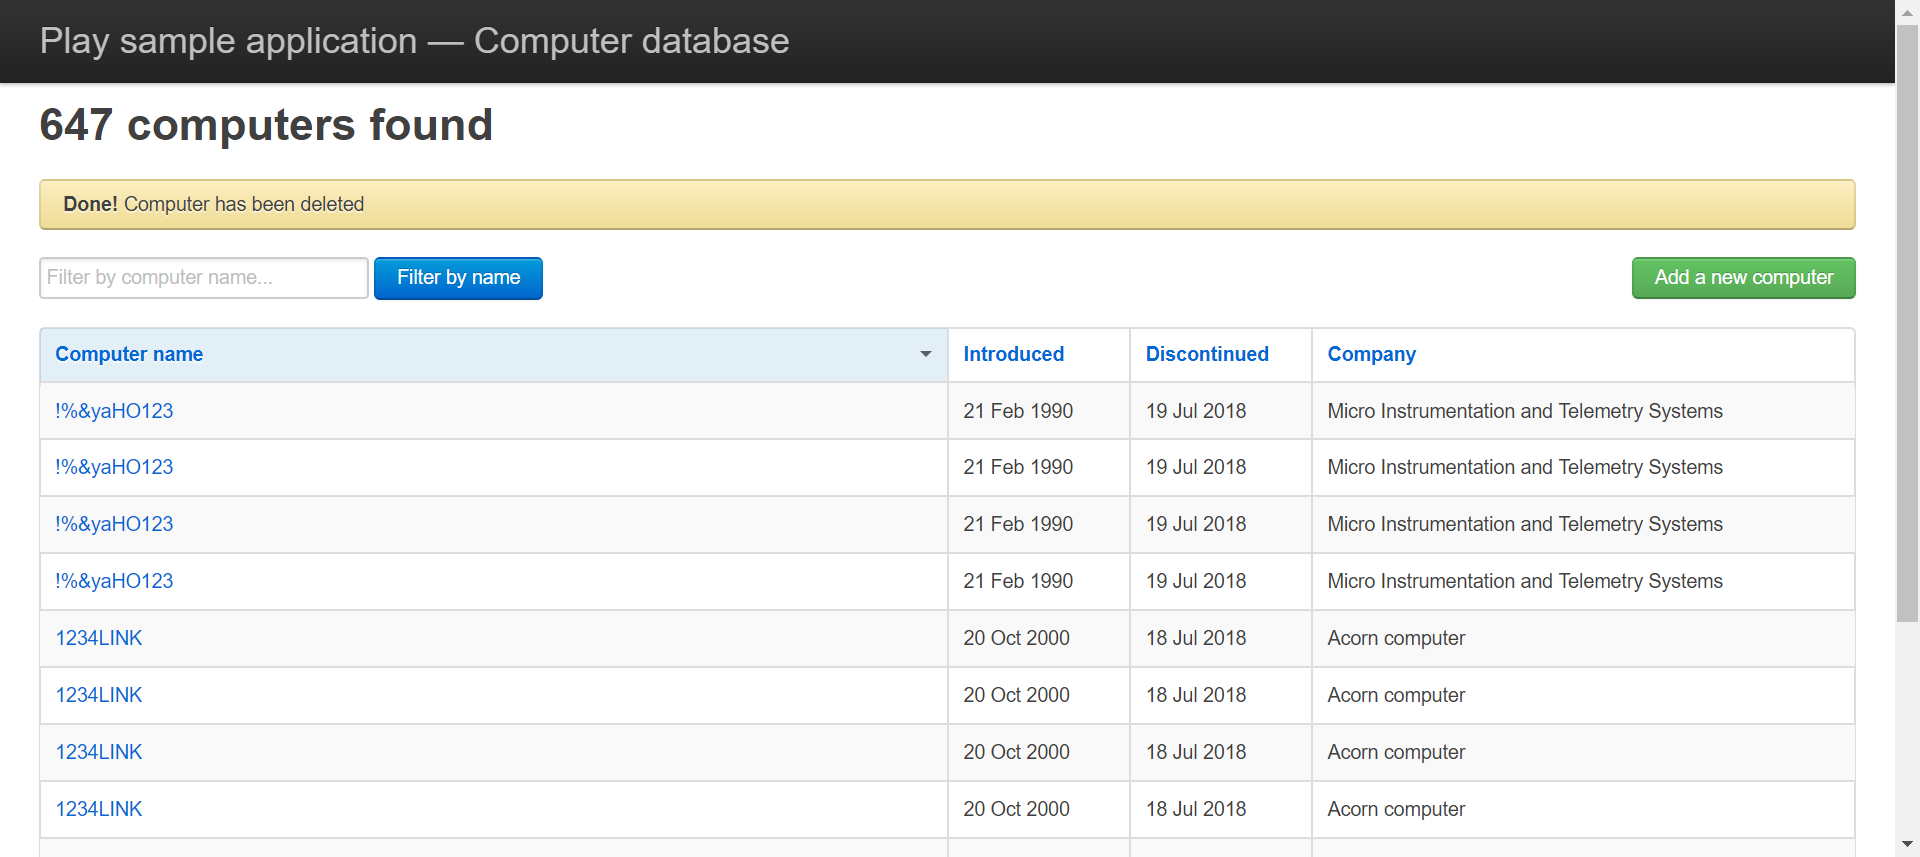 Play sample application — Computer database
647 computers found
Done! Computer has been deleted
Filter by computer name... Filter by name Add a new computer
Computer name Introduced Discontinued Company
!%&yaHO123 21 Feb 1990 19 Jul 2018 Micro Instrumentation and Telemetry Systems
!%&yaHO123 21 Feb 1990 19 Jul 2018 Micro Instrumentation and Telemetry Systems
!%&yaHO123 21 Feb 1990 19 Jul 2018 Micro Instrumentation and Telemetry Systems
!%&yaHO123 21 Feb 1990 19 Jul 2018 Micro Instrumentation and Telemetry Systems
1234LINK 20 Oct 2000 18 Jul 2018 Acorn computer
1234LINK 20 Oct 2000 18 Jul 2018 Acorn computer
1234LINK 20 Oct 2000 18 Jul 2018 Acorn computer
1234LINK 20 Oct 2000 18 Jul 2018 Acorn computer